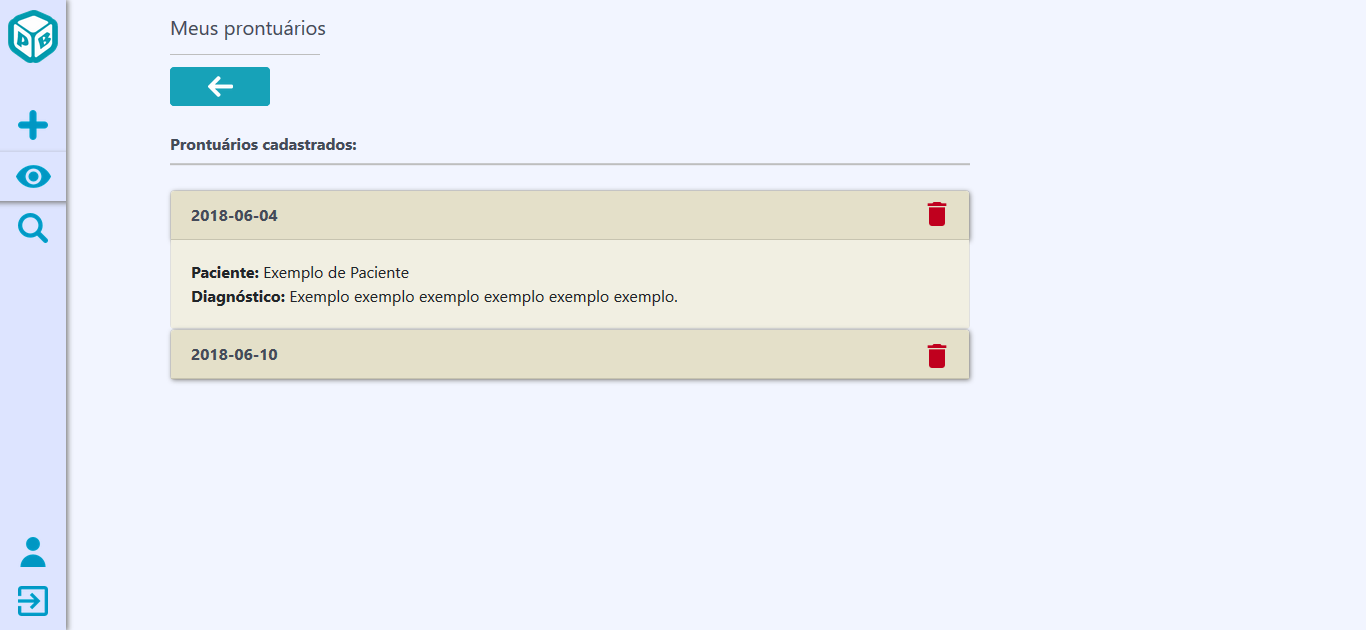 Meus prontuários
Prontuários cadastrados:
2018-06-04
Paciente: Exemplo de Paciente
Diagnóstico: Exemplo exemplo exemplo exemplo exemplo exemplo.
2018-06-10